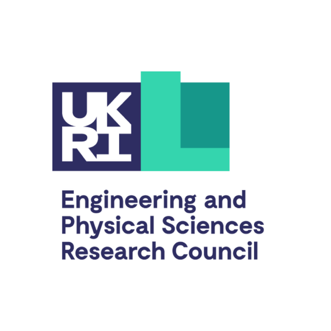 UK
RI
Engineering and
Physical Sciences
Research Council